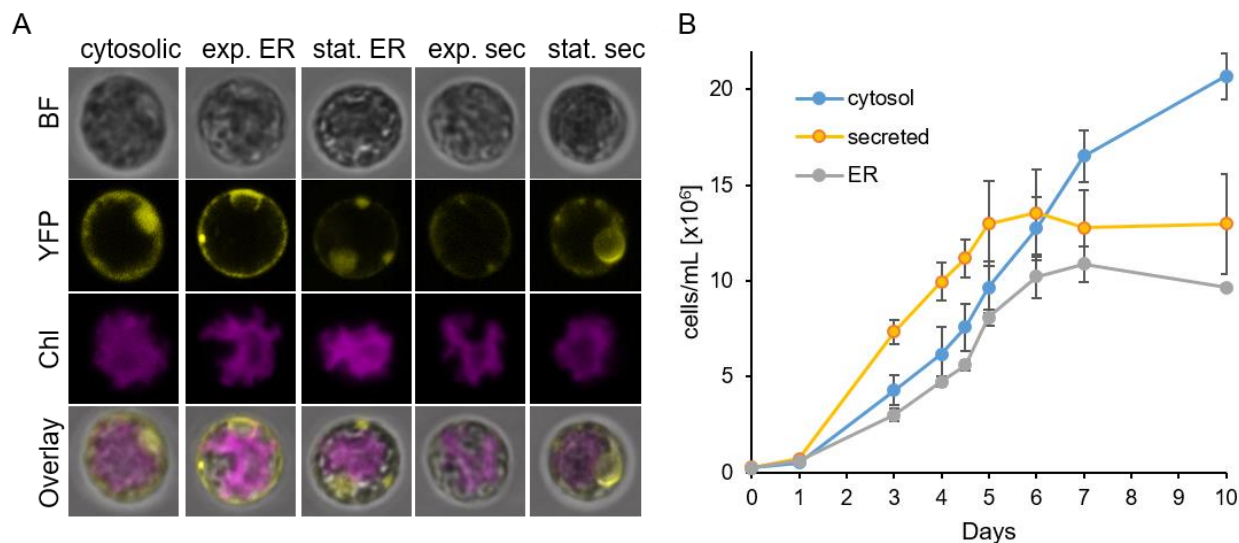 A
cytosolic exp. ER stat. ER exp. sec stat. sec
BF
YFP
Chl
Overlay
B
cytosol
secreted
ER
cells/mL [x10⁶]
20
15
10
5
0
0 1 2 3 4 5 6 7 8 9 10
Days